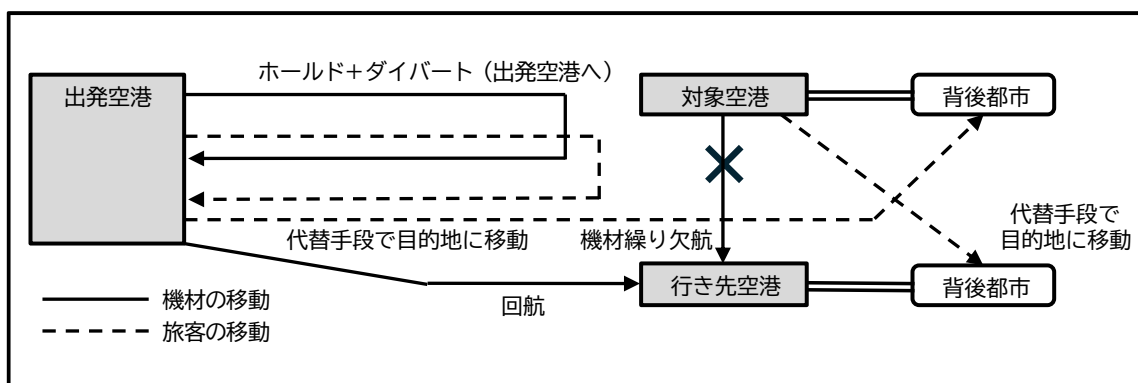 ホールド＋ダイバート（出発空港へ）
出発空港
対象空港
背後都市
代替手段で目的地に移動
機材繰り欠航
代替手段で
目的地に移動
行き先空港
背後都市
回航
機材の移動
旅客の移動